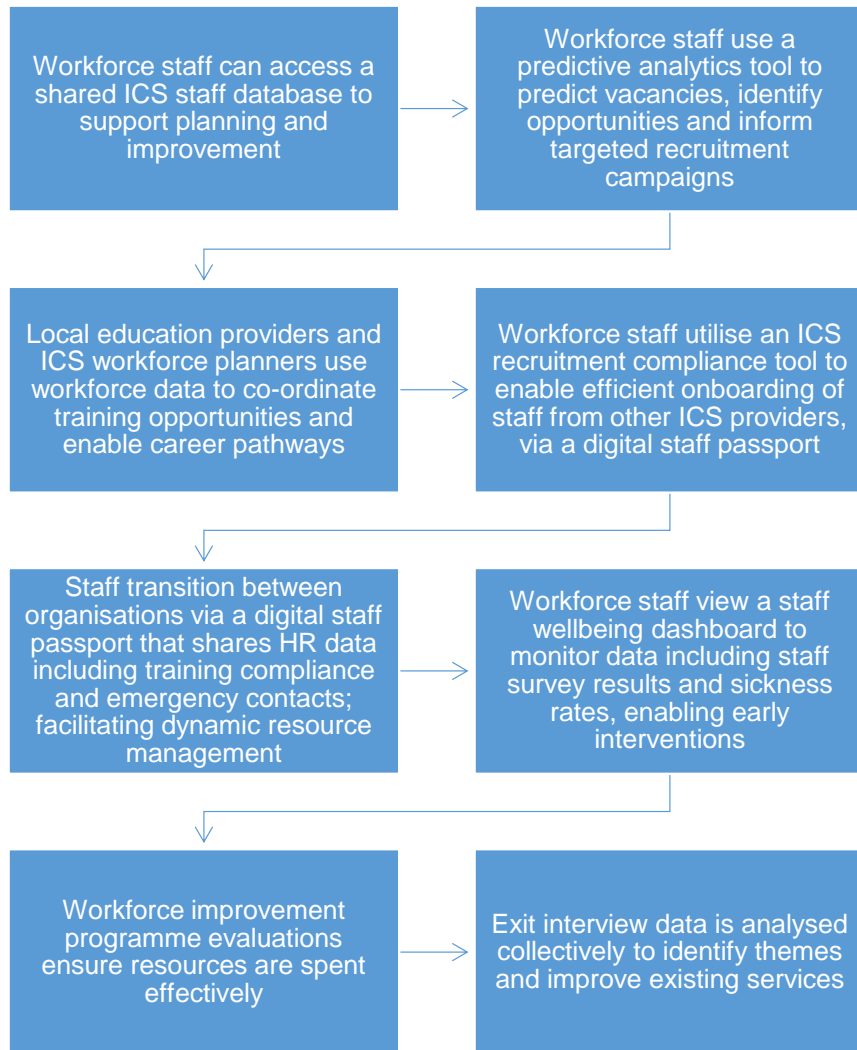 Workforce staff can access a
shared ICS staff database to
support planning and
improvement
Workforce staff use a
predictive analytics tool to
predict vacancies, identify
opportunities and inform
targeted recruitment
campaigns
Local education providers and
ICS workforce planners use
workforce data to co-ordinate
training opportunities and
enable career pathways
Workforce staff utilise an ICS
recruitment compliance tool to
enable efficient onboarding of
staff from other ICS providers,
via a digital staff passport
Staff transition between
organisations via a digital staff
passport that shares HR data
including training compliance
and emergency contacts;
facilitating dynamic resource
management
Workforce staff view a staff
wellbeing dashboard to
monitor data including staff
survey results and sickness
rates, enabling early
interventions
Workforce improvement
programme evaluations
ensure resources are spent
effectively
Exit interview data is analysed
collectively to identify themes
and improve existing services